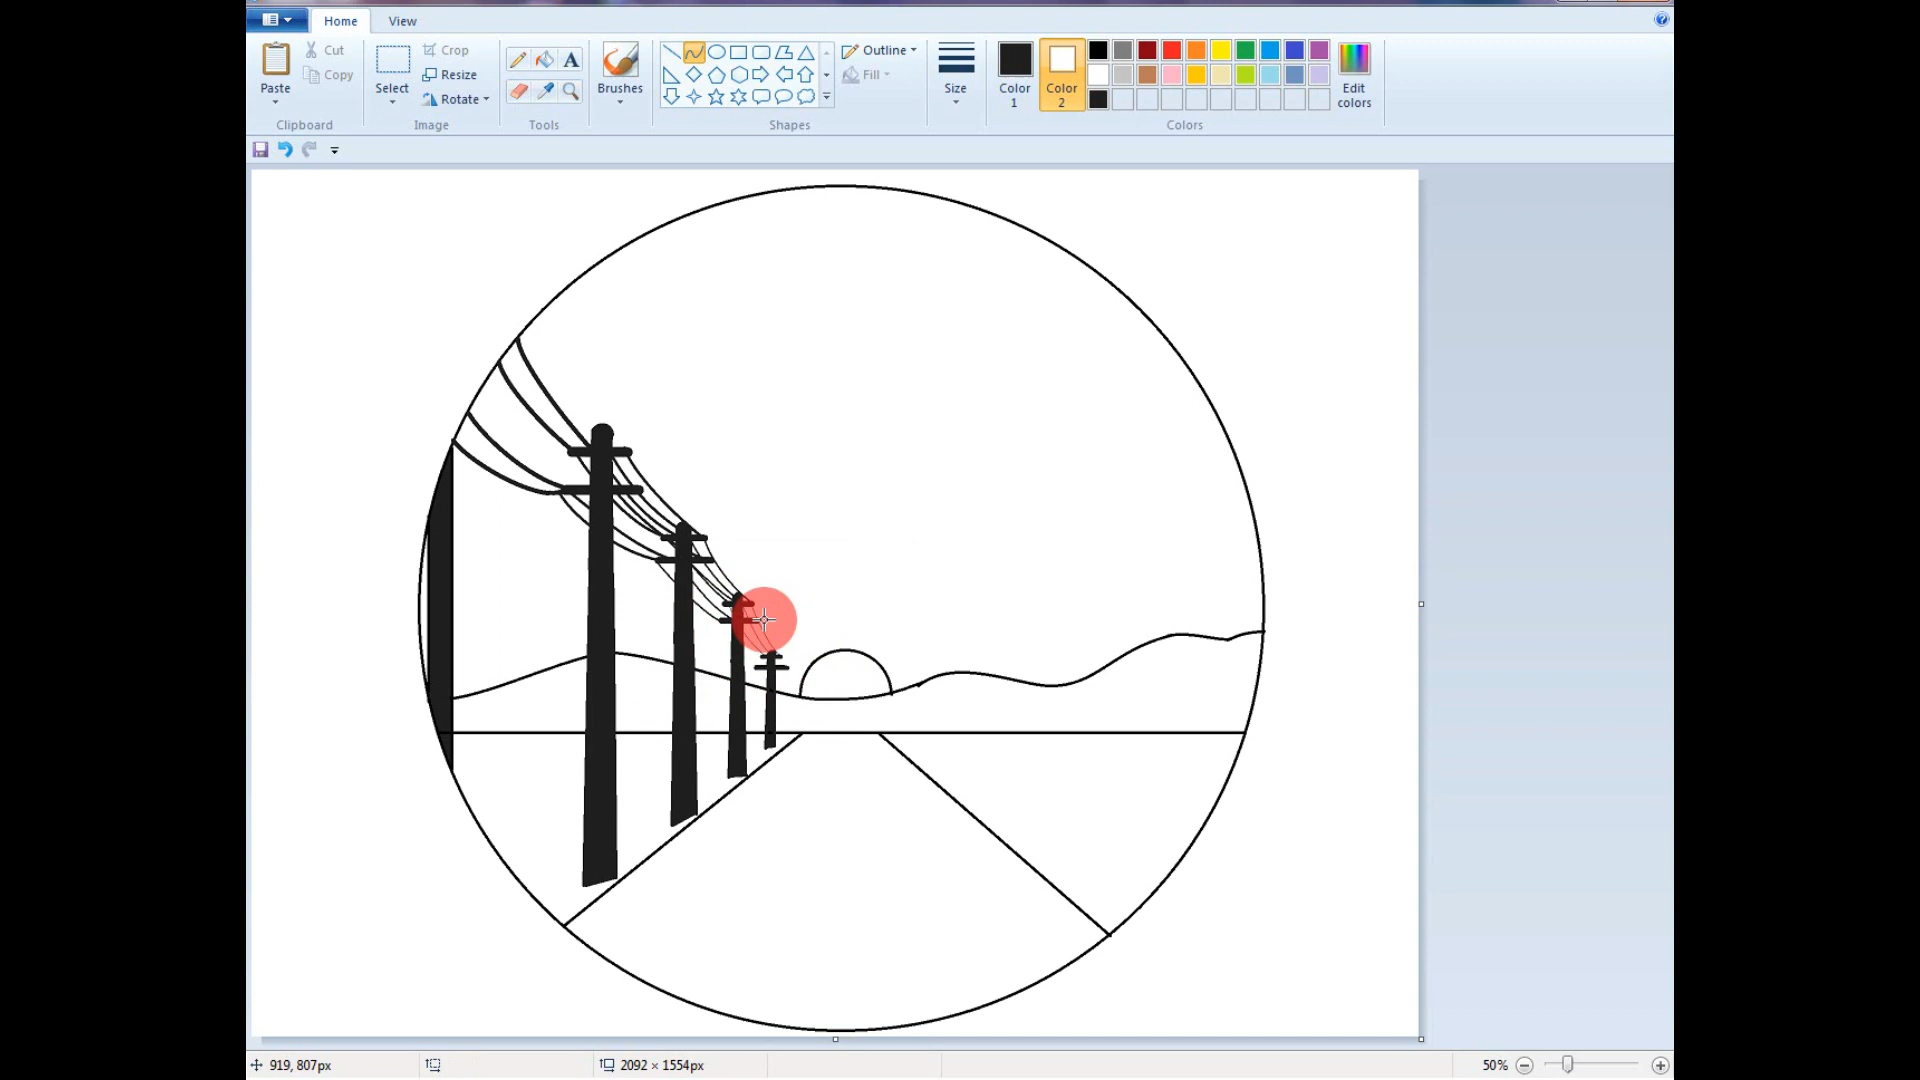 Home View
Paste
Cut
Copy
Clipboard
Select
Crop
Resize
Rotate
Image
A
Tools
Brushes
Shapes
Outline
Fill
Size
Color
1
Color
2
Edit
colors
Colors
919, 807px
2092 × 1554px
50%